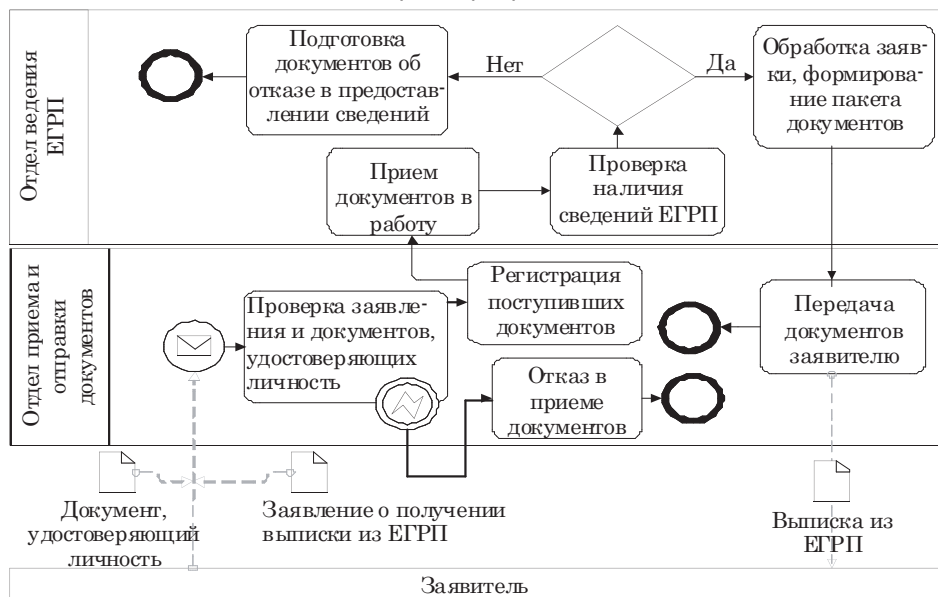 Отдел ведения
ЕГРП
Подготовка
документов об
отказе в предостав-
лении сведений
Нет
Да
Обработка заяв-
ки, формирова-
ние пакета
документов
Прием
документов в
работу
Проверка
наличия
сведений ЕГРП
Отдел приема и
отправки
документов
Проверка заявле-
ния и документов,
удостоверяющих
личность
Регистрация
поступивших
документов
Отказ в
приеме
документов
Передача
документов
заявителю
Документ,
удостоверяющий
личность
Заявление о получении
выписки из ЕГРП
Выписка из
ЕГРП
Заявитель